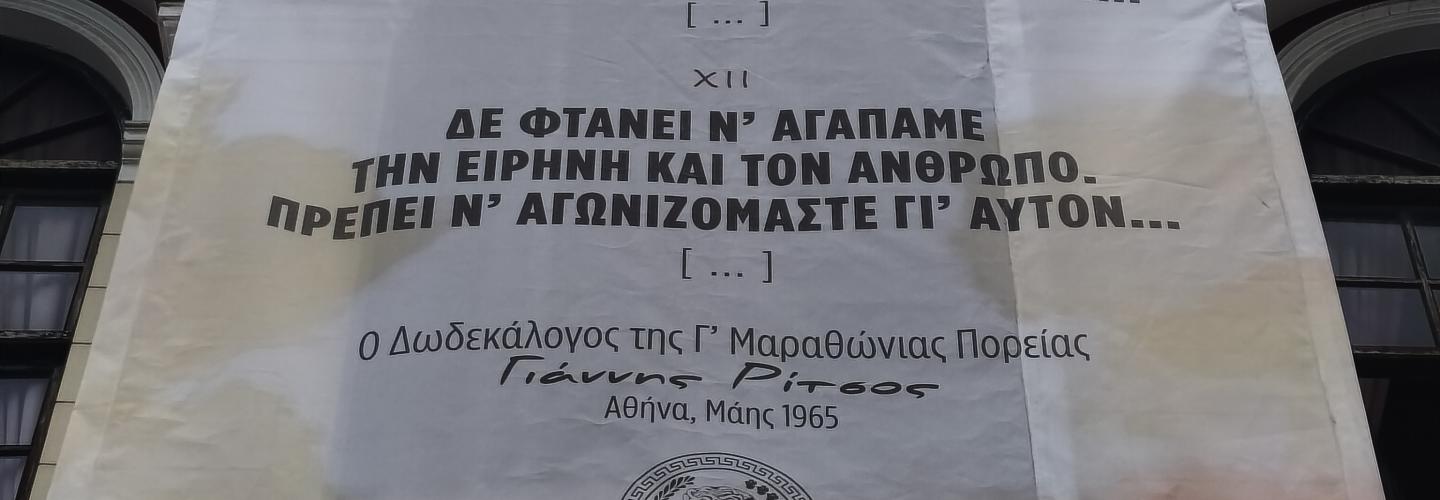 [ ... ]
XII
ΔΕ ΦΤΑΝΕΙ Ν' ΑΓΑΠΑΜΕ
ΤΗΝ ΕΙΡΗΝΗ ΚΑΙ ΤΟΝ ΑΝΘΡΩΠΟ.
ΠΡΕΠΕΙ Ν' ΑΓΩΝΙΖΟΜΑΣΤΕ ΓΙ' ΑΥΤΟΝ...
[ ... ]
Ο Δωδεκάλογος της Γ' Μαραθώνιας Πορείας
Γιάννης Ρίτσος
Αθήνα, Μάης 1965